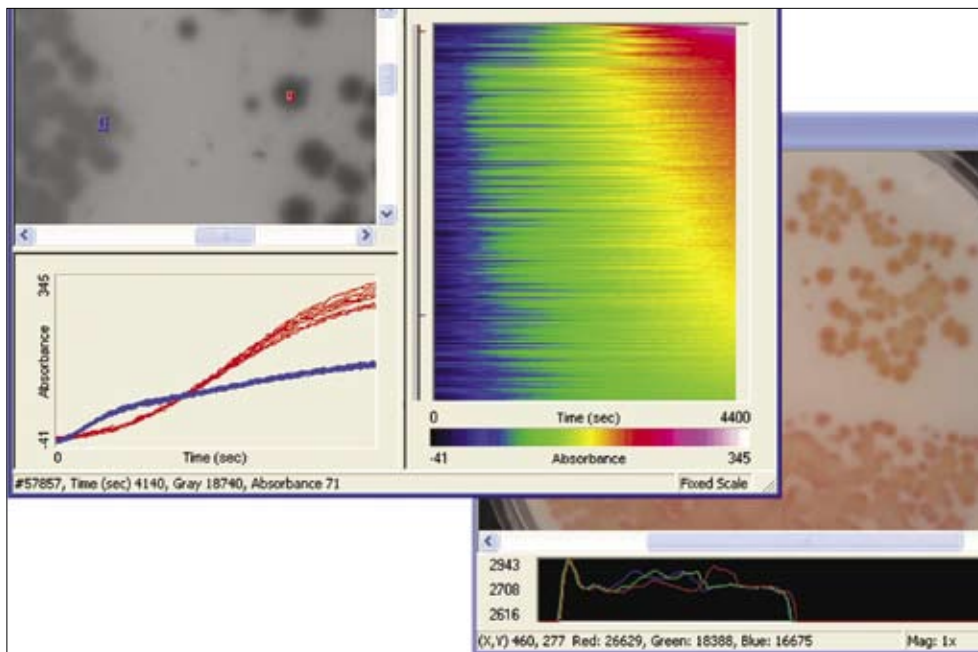 345
Absorbance
-41
0
Time (sec)
0
Time (sec)
4400
-41
Absorbance
345
#57857, Time (sec) 4140, Gray 18740, Absorbance 71
Fixed Scale
2943
2708
2616
(X,Y) 460, 277 Red: 26629, Green: 18388, Blue: 16675
Mag: 1x